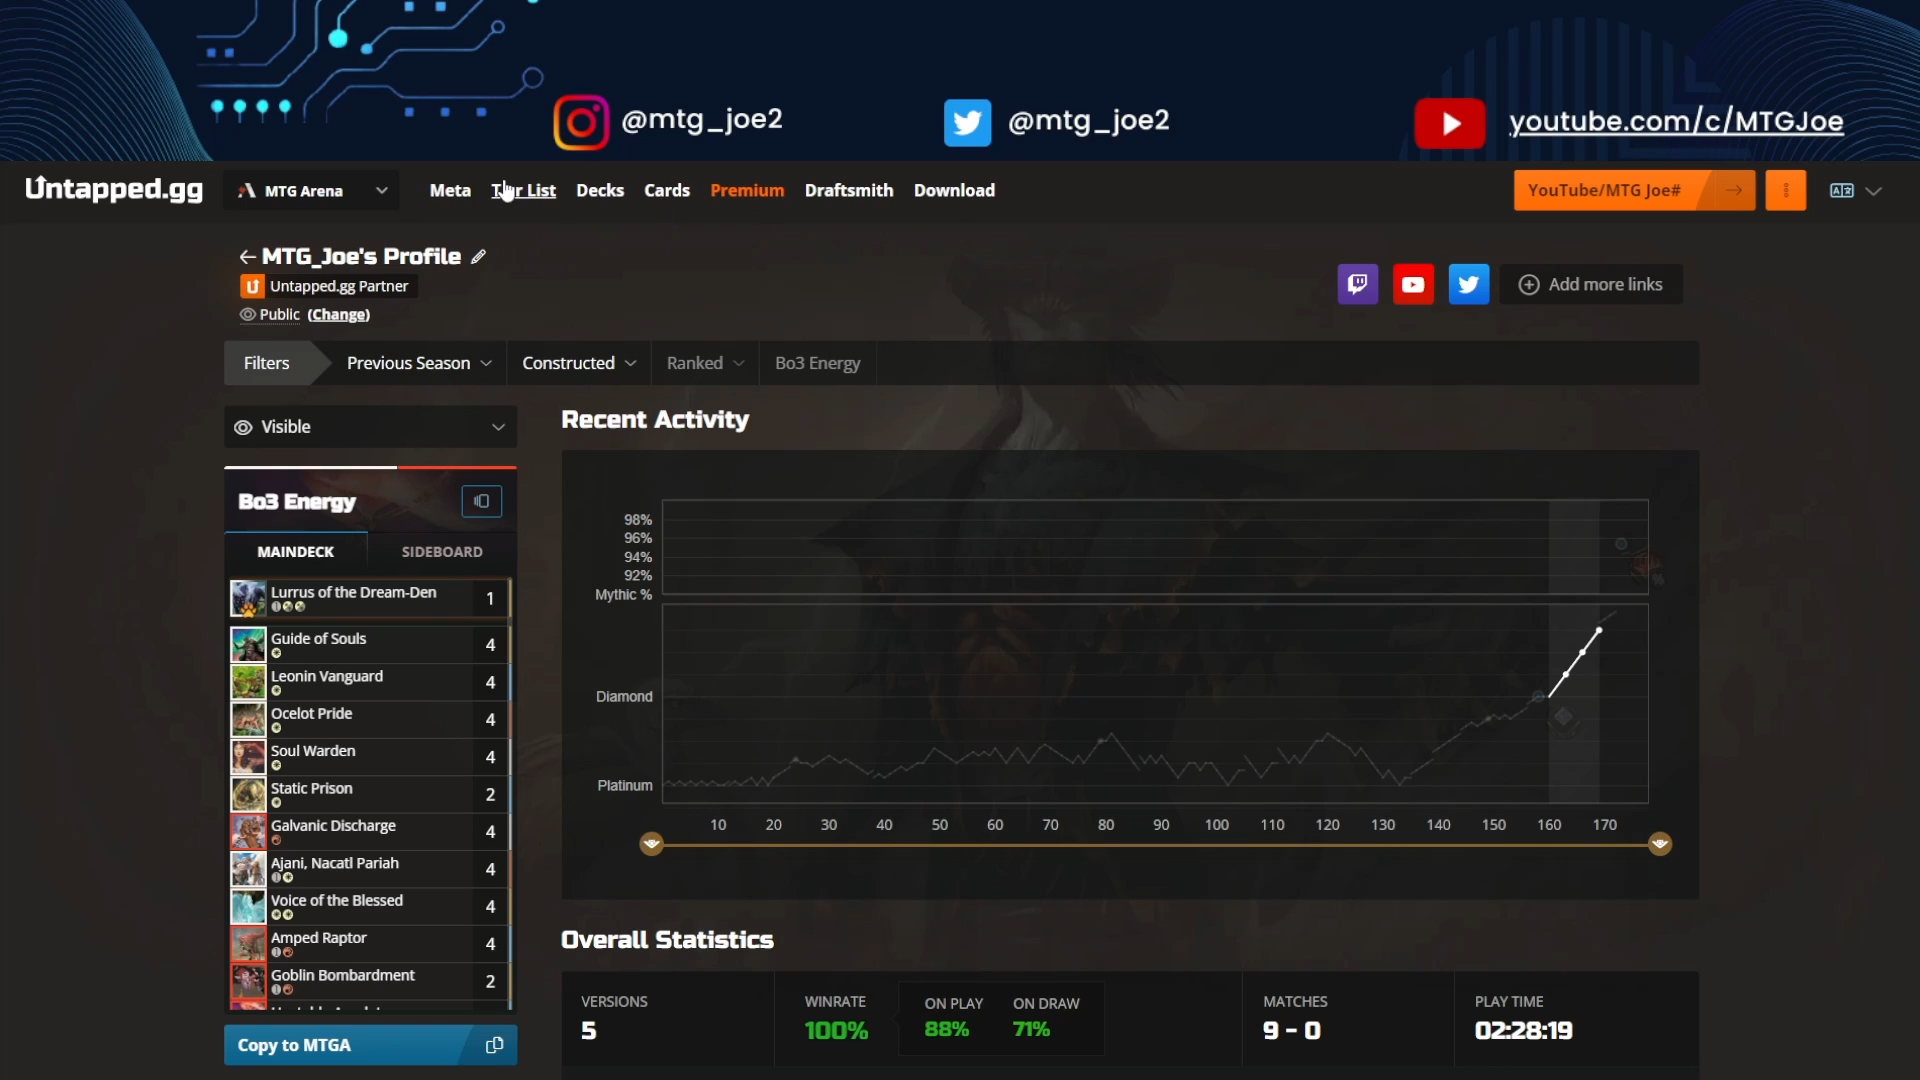 @mtg_joe2
@mtg_joe2
youtube.com/c/MTGJoe
Untapped.gg
MTG Arena
Meta
Tier List
Decks
Cards
Premium
Draftsmith
Download
YouTube/MTG Joe#
MTG_Joe's Profile
Untapped.gg Partner
Public (Change)
Add more links
Filters
Previous Season
Constructed
Ranked
Bo3 Energy
Visible
Bo3 Energy
MAINDECK
SIDEBOARD
Lurrus of the Dream-Den 1
Guide of Souls 4
Leonin Vanguard 4
Ocelot Pride 4
Soul Warden 4
Static Prison 2
Galvanic Discharge 4
Ajani, Nacatl Pariah 4
Voice of the Blessed 4
Amped Raptor 4
Goblin Bombardment 2
Copy to MTGA
Recent Activity
98%
96%
94%
92%
Mythic %
Diamond
Platinum
10 20 30 40 50 60 70 80 90 100 110 120 130 140 150 160 170
Overall Statistics
VERSIONS
5
WINRATE
100%
ON PLAY
88%
ON DRAW
71%
MATCHES
9 - 0
PLAY TIME
02:28:19